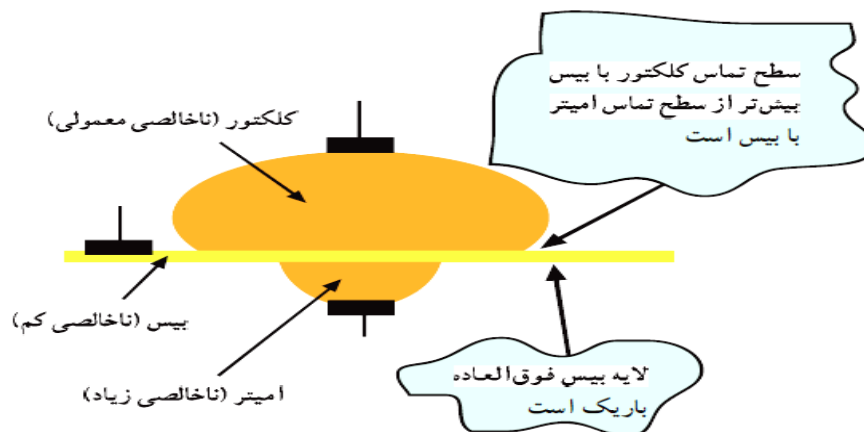 سطح تماس کلکتور با بیس
بیش‌تر از سطح تماس امیتر
با بیس است
کلکتور (ناخالصی معمولی)
بیس (ناخالصی کم)
امیتر (ناخالصی زیاد)
لایه بیس فوق‌العاده
باریک است